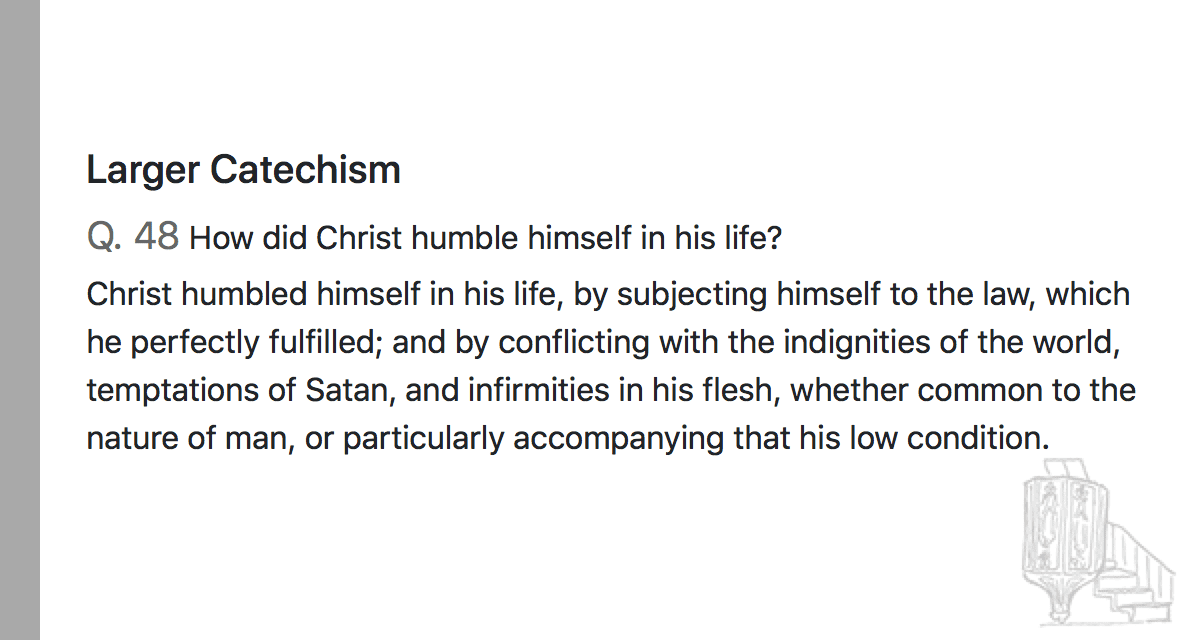 Larger Catechism
Q. 48 How did Christ humble himself in his life?
Christ humbled himself in his life, by subjecting himself to the law, which
he perfectly fulfilled; and by conflicting with the indignities of the world,
temptations of Satan, and infirmities in his flesh, whether common to the
nature of man, or particularly accompanying that his low condition.